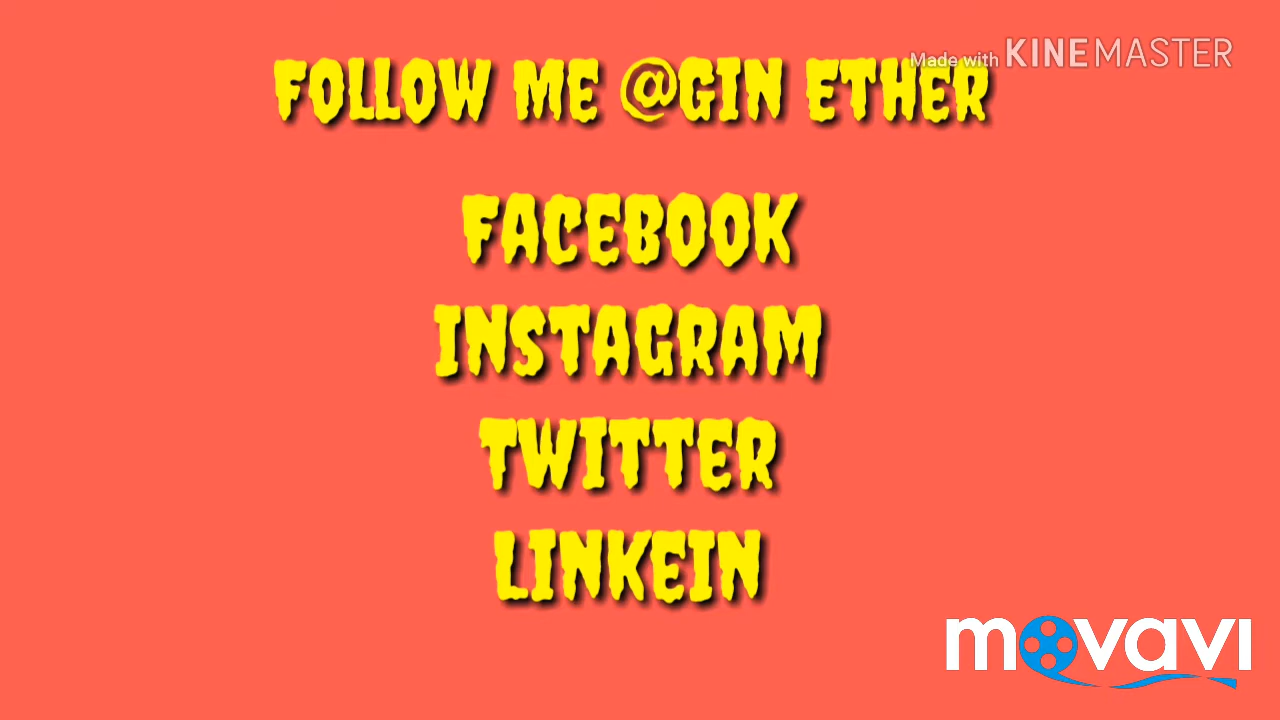 Made with KINEMASTER
FOLLOW ME @GIN ETHER
FACEBOOK
INSTAGRAM
TWITTER
LINKEIN
movavi